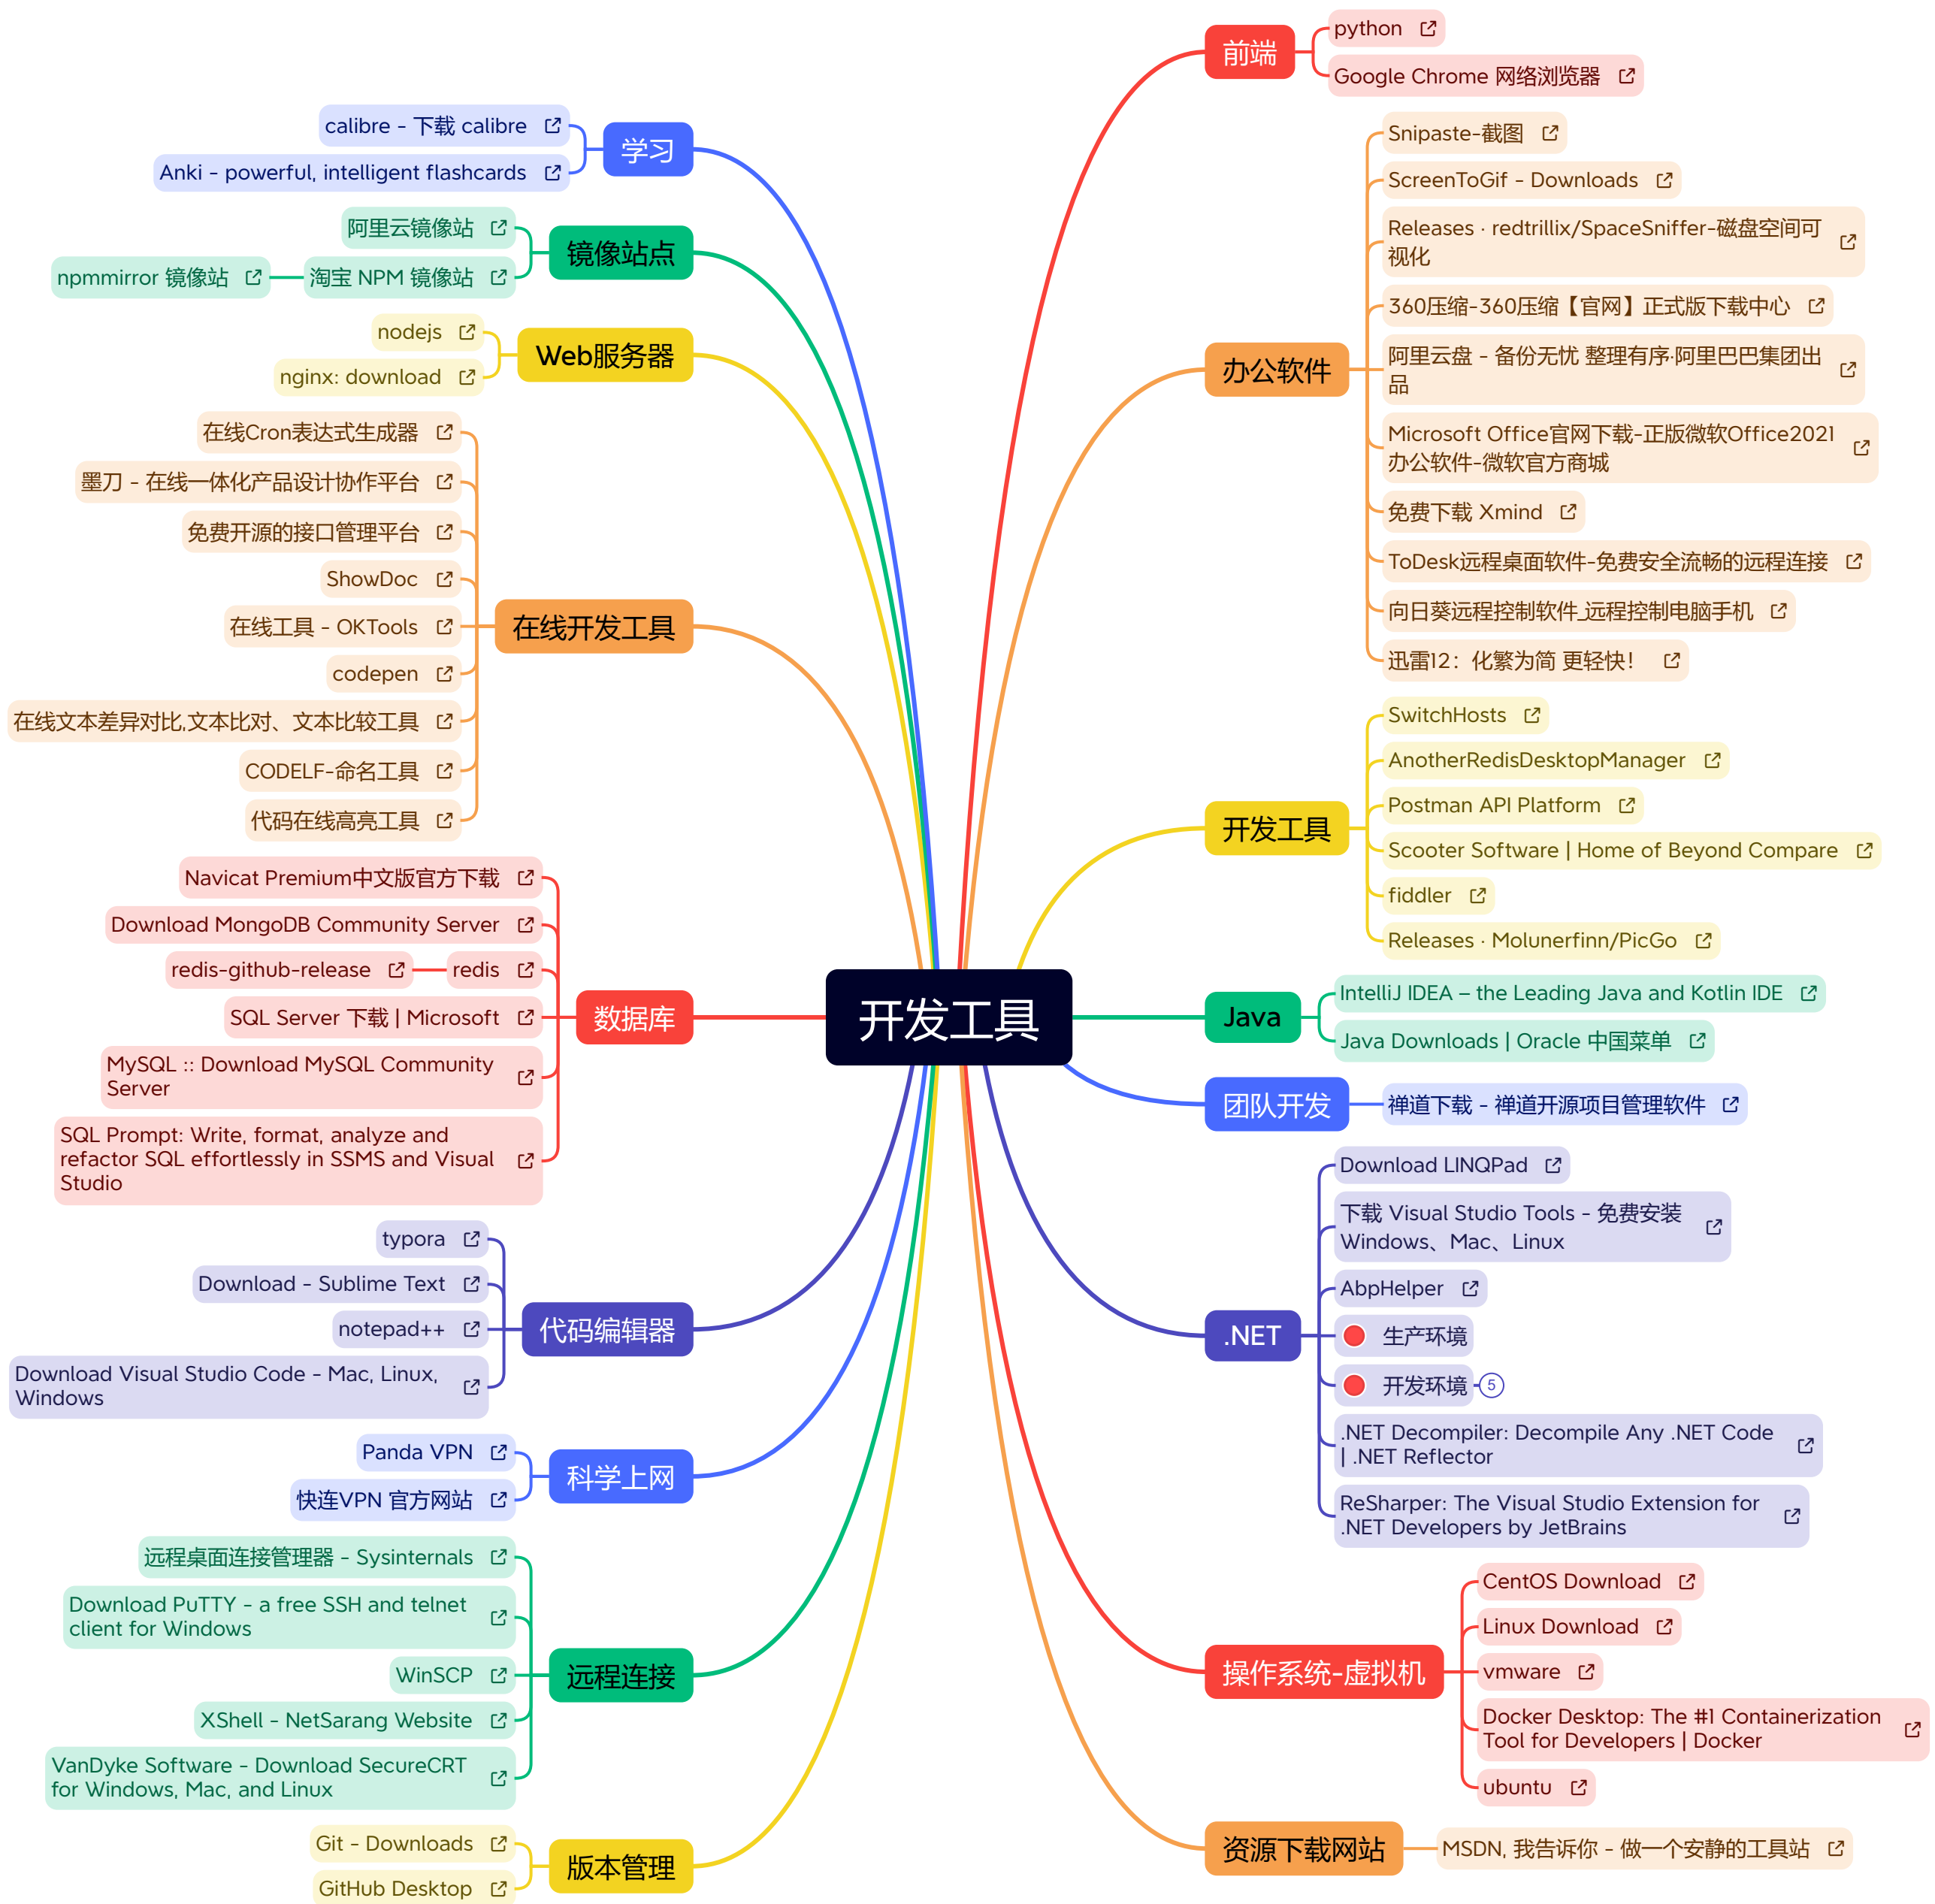 开发工具
前端
python
Google Chrome 网络浏览器
办公软件
Snipaste-截图
ScreenToGif - Downloads
Releases · redtrillix/SpaceSniffer-磁盘空间可
视化
360压缩-360压缩【官网】正式版下载中心
阿里云盘 - 备份无忧 整理有序·阿里巴巴集团出
品
Microsoft Office官网下载-正版微软Office2021
办公软件-微软官方商城
免费下载 Xmind
ToDesk远程桌面软件-免费安全流畅的远程连接
向日葵远程控制软件_远程控制电脑手机
迅雷12：化繁为简 更轻快！
开发工具
SwitchHosts
AnotherRedisDesktopManager
Postman API Platform
Scooter Software | Home of Beyond Compare
fiddler
Releases · Molunerfinn/PicGo
Java
IntelliJ IDEA – the Leading Java and Kotlin IDE
Java Downloads | Oracle 中国菜单
团队开发
禅道下载 - 禅道开源项目管理软件
.NET
Download LINQPad
下载 Visual Studio Tools - 免费安装
Windows、Mac、Linux
AbpHelper
生产环境
开发环境 5
.NET Decompiler: Decompile Any .NET Code
| .NET Reflector
ReSharper: The Visual Studio Extension for
.NET Developers by JetBrains
操作系统-虚拟机
CentOS Download
Linux Download
vmware
Docker Desktop: The #1 Containerization
Tool for Developers | Docker
ubuntu
资源下载网站
MSDN, 我告诉你 - 做一个安静的工具站
学习
calibre - 下载 calibre
Anki - powerful, intelligent flashcards
镜像站点
阿里云镜像站
淘宝 NPM 镜像站
npmmirror 镜像站
Web服务器
nodejs
nginx: download
在线开发工具
在线Cron表达式生成器
墨刀 - 在线一体化产品设计协作平台
免费开源的接口管理平台
ShowDoc
在线工具 - OKTools
codepen
在线文本差异对比,文本比对、文本比较工具
CODELF-命名工具
代码在线高亮工具
数据库
Navicat Premium中文版官方下载
Download MongoDB Community Server
redis
redis-github-release
SQL Server 下载 | Microsoft
MySQL :: Download MySQL Community
Server
SQL Prompt: Write, format, analyze and
refactor SQL effortlessly in SSMS and Visual
Studio
代码编辑器
typora
Download - Sublime Text
notepad++
Download Visual Studio Code - Mac, Linux,
Windows
科学上网
Panda VPN
快连VPN 官方网站
远程连接
远程桌面连接管理器 - Sysinternals
Download PuTTY - a free SSH and telnet
client for Windows
WinSCP
XShell - NetSarang Website
VanDyke Software - Download SecureCRT
for Windows, Mac, and Linux
版本管理
Git - Downloads
GitHub Desktop